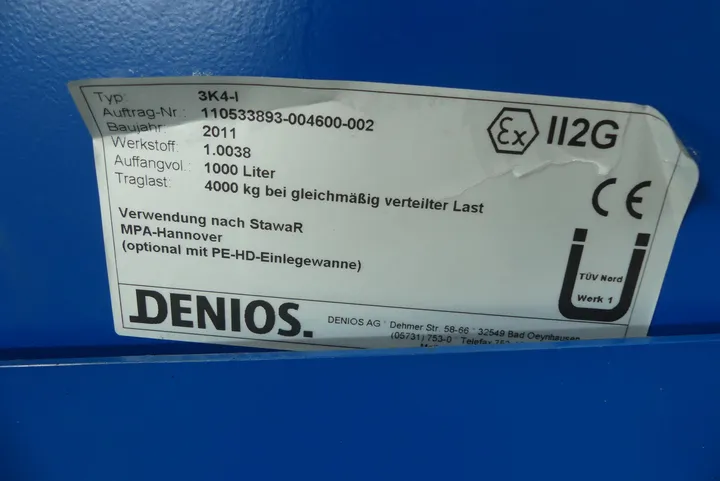 Typ: 3K4-I
Auftrag-Nr.: 110533893-004600-002
Baujahr: 2011
Werkstoff: 1.0038
Auffangvol.: 1000 Liter
Traglast: 4000 kg bei gleichmäßig verteilter Last
Verwendung nach StawaR
MPA-Hannover
(optional mit PE-HD-Einlegewanne)
Ex II2G
CE
TÜV Nord
Werk 1
DENIOS.
DENIOS AG · Dehmer Str. 58-66 · 32549 Bad Oeynhausen
(05731) 753-0 · Telefax